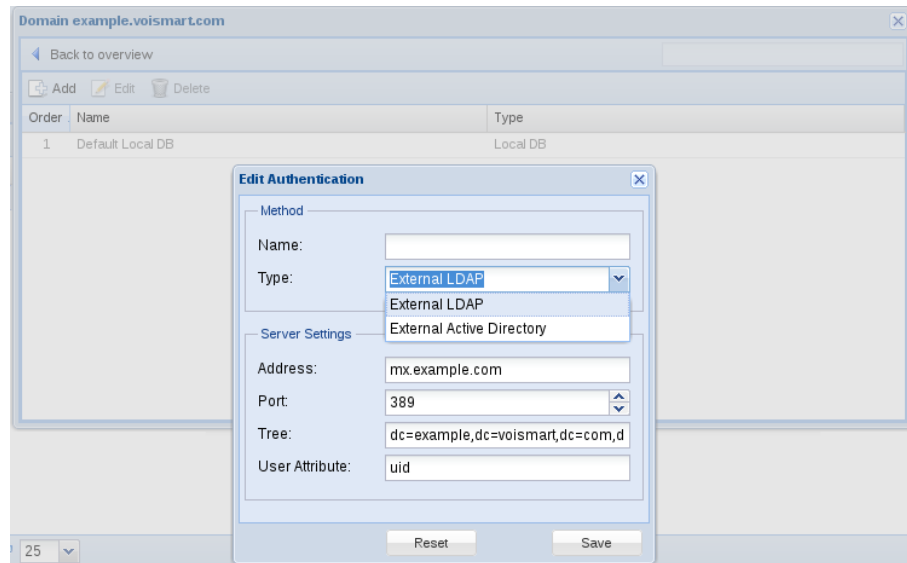 Domain example.voismart.com
Back to overview
Add Edit Delete
Order Name Type
1 Default Local DB Local DB
Edit Authentication
Method
Name:
Type: External LDAP
External LDAP
External Active Directory
Server Settings
Address: mx.example.com
Port: 389
Tree: dc=example,dc=voismart,dc=com,d
User Attribute: uid
Reset Save
25